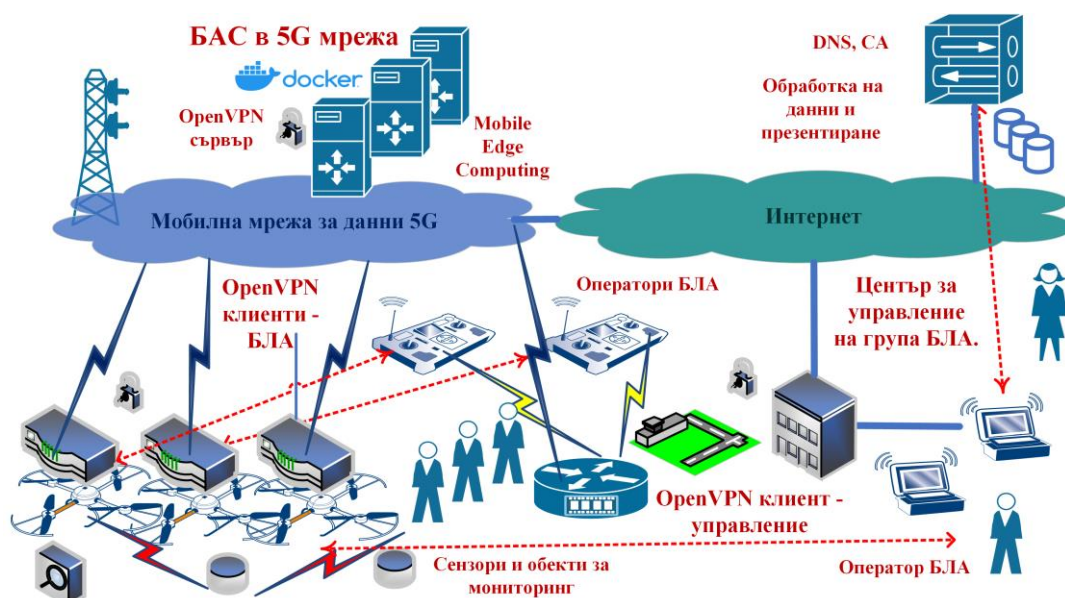 БАС в 5G мрежа
docker
OpenVPN
сървър
Mobile
Edge
Computing
DNS, CA
Обработка на
данни и
презентиране
Мобилна мрежа за данни 5G
Интернет
OpenVPN
клиенти -
БЛА
Оператори БЛА
Център за
управление
на група БЛА.
OpenVPN клиент -
управление
Сензори и обекти за
мониторинг
Оператор БЛА